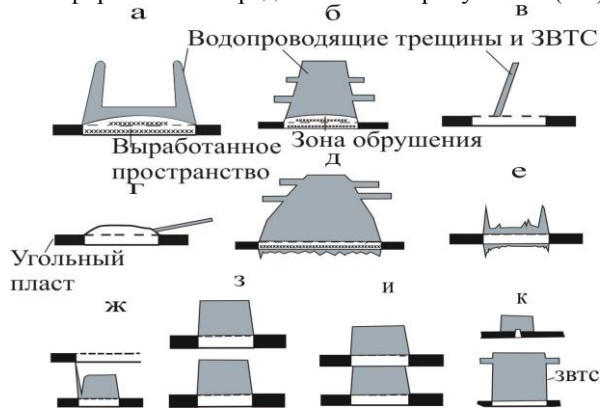 а б в
Водопроводящие трещины и ЗВТС
Выработанное
пространство
Зона обрушения
г д е
Угольный
пласт
ж з и к
ЗВТС